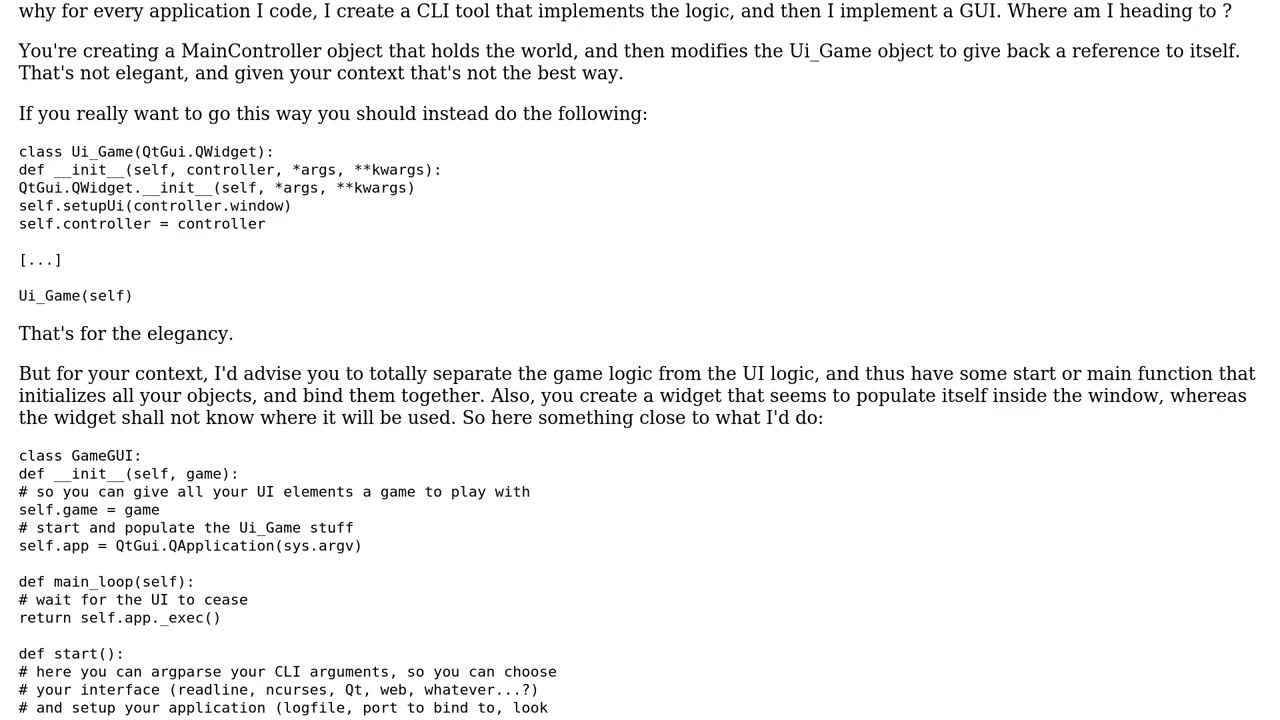 why for every application I code, I create a CLI tool that implements the logic, and then I implement a GUI. Where am I heading to ?
You're creating a MainController object that holds the world, and then modifies the Ui_Game object to give back a reference to itself.
That's not elegant, and given your context that's not the best way.
If you really want to go this way you should instead do the following:
class Ui_Game(QtGui.QWidget):
def __init__(self, controller, *args, **kwargs):
QtGui.QWidget.__init__(self, *args, **kwargs)
self.setupUi(controller.window)
self.controller = controller
[...]
Ui_Game(self)
That's for the elegancy.
But for your context, I'd advise you to totally separate the game logic from the UI logic, and thus have some start or main function that
initializes all your objects, and bind them together. Also, you create a widget that seems to populate itself inside the window, whereas
the widget shall not know where it will be used. So here something close to what I'd do:
class GameGUI:
def __init__(self, game):
# so you can give all your UI elements a game to play with
self.game = game
# start and populate the Ui_Game stuff
self.app = QtGui.QApplication(sys.argv)
def main_loop(self):
# wait for the UI to cease
return self.app._exec()
def start():
# here you can argparse your CLI arguments, so you can choose
# your interface (readline, ncurses, Qt, web, whatever...?)
# and setup your application (logfile, port to bind to, look